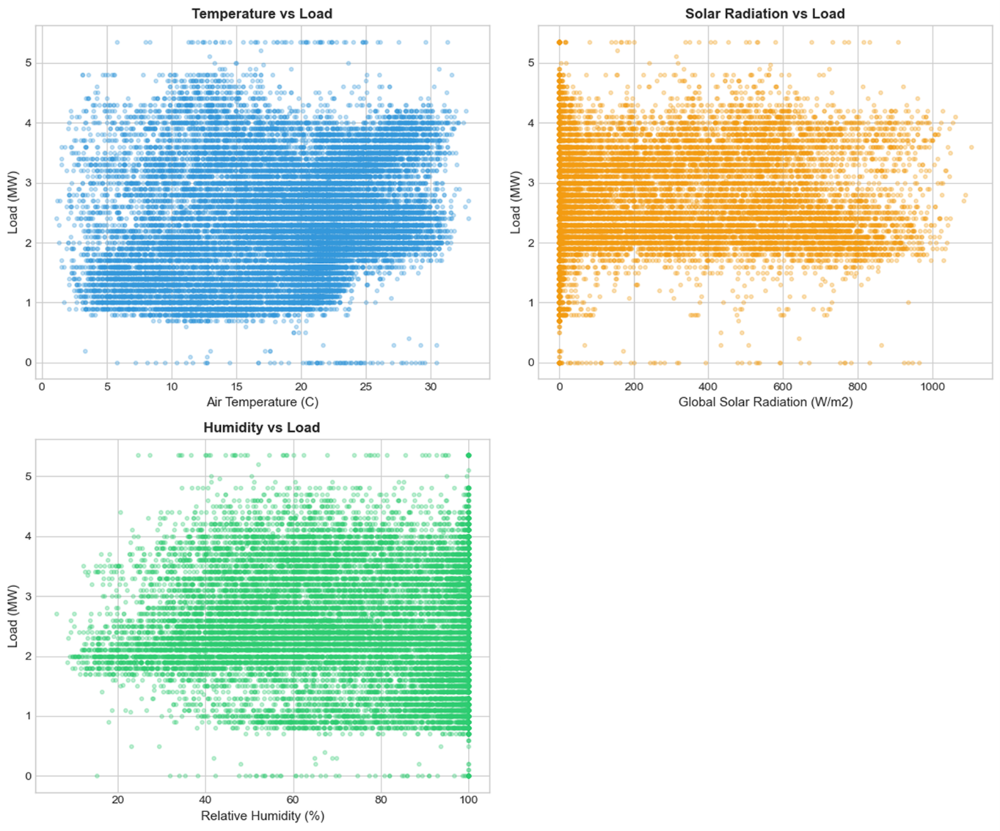 Temperature vs Load
Load (MW)
5
4
3
2
1
0
0 5 10 15 20 25 30
Air Temperature (C)
Solar Radiation vs Load
Load (MW)
5
4
3
2
1
0
0 200 400 600 800 1000
Global Solar Radiation (W/m2)
Humidity vs Load
Load (MW)
5
4
3
2
1
0
20 40 60 80 100
Relative Humidity (%)